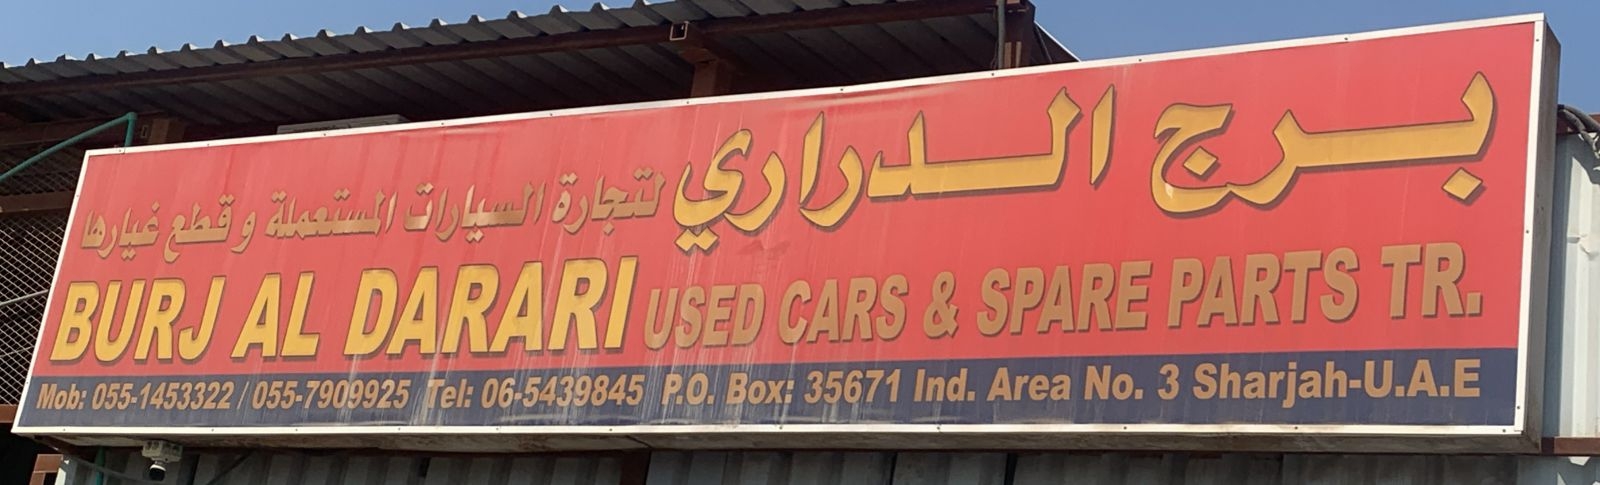 برج الدراري لتجارة السيارات المستعملة و قطع غيارها
BURJ AL DARARI USED CARS & SPARE PARTS TR.
Mob: 055-1453322 / 055-7909925 Tel: 06-5439845 P.O. Box: 35671 Ind. Area No. 3 Sharjah-U.A.E